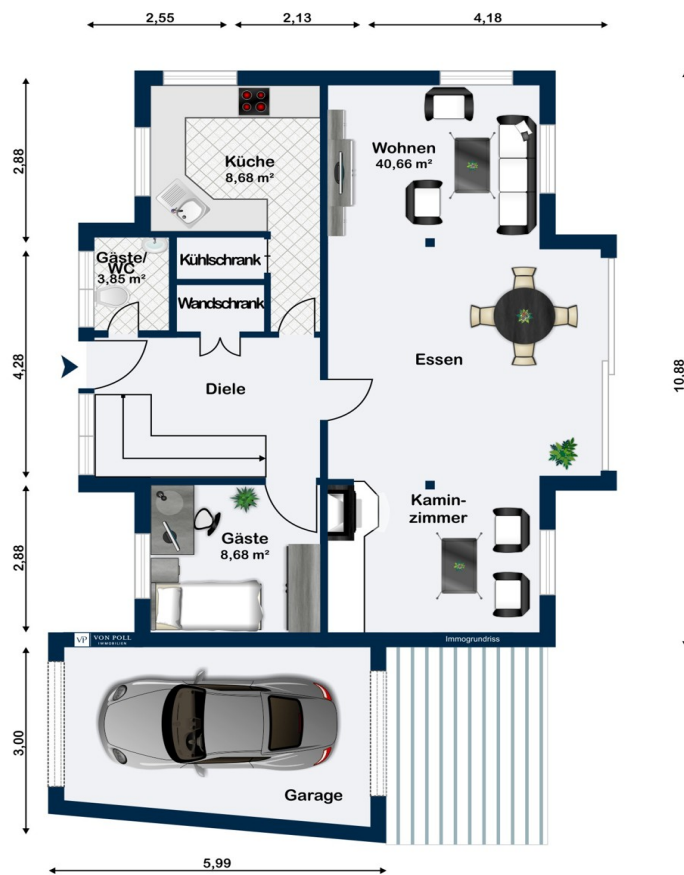 2,55
2,13
4,18
2,88
4,28
2,88
3,00
10.88
Küche
8,68 m²
Wohnen
40,66 m²
Gäste/
WC
3,85 m²
Kühlschrank
Wandschrank
Diele
Essen
Kamin-
zimmer
Gäste
8,68 m²
VP VON POLL
IMMOBILIEN
Immogrundriss
Garage
5,99